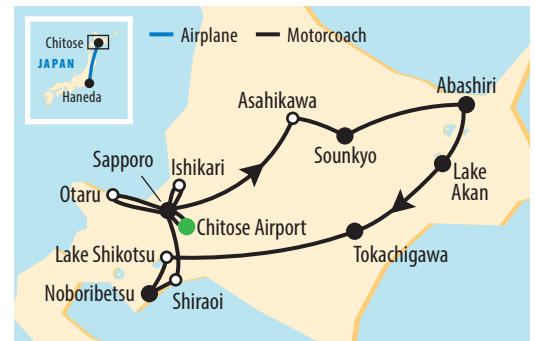 Chitose
JAPAN
Haneda
Airplane
Motorcoach
Abashiri
Asahikawa
Sounkyo
Lake
Akan
Sapporo
Ishikari
Otaru
Chitose Airport
Tokachigawa
Lake Shikotsu
Noboribetsu
Shiraoi